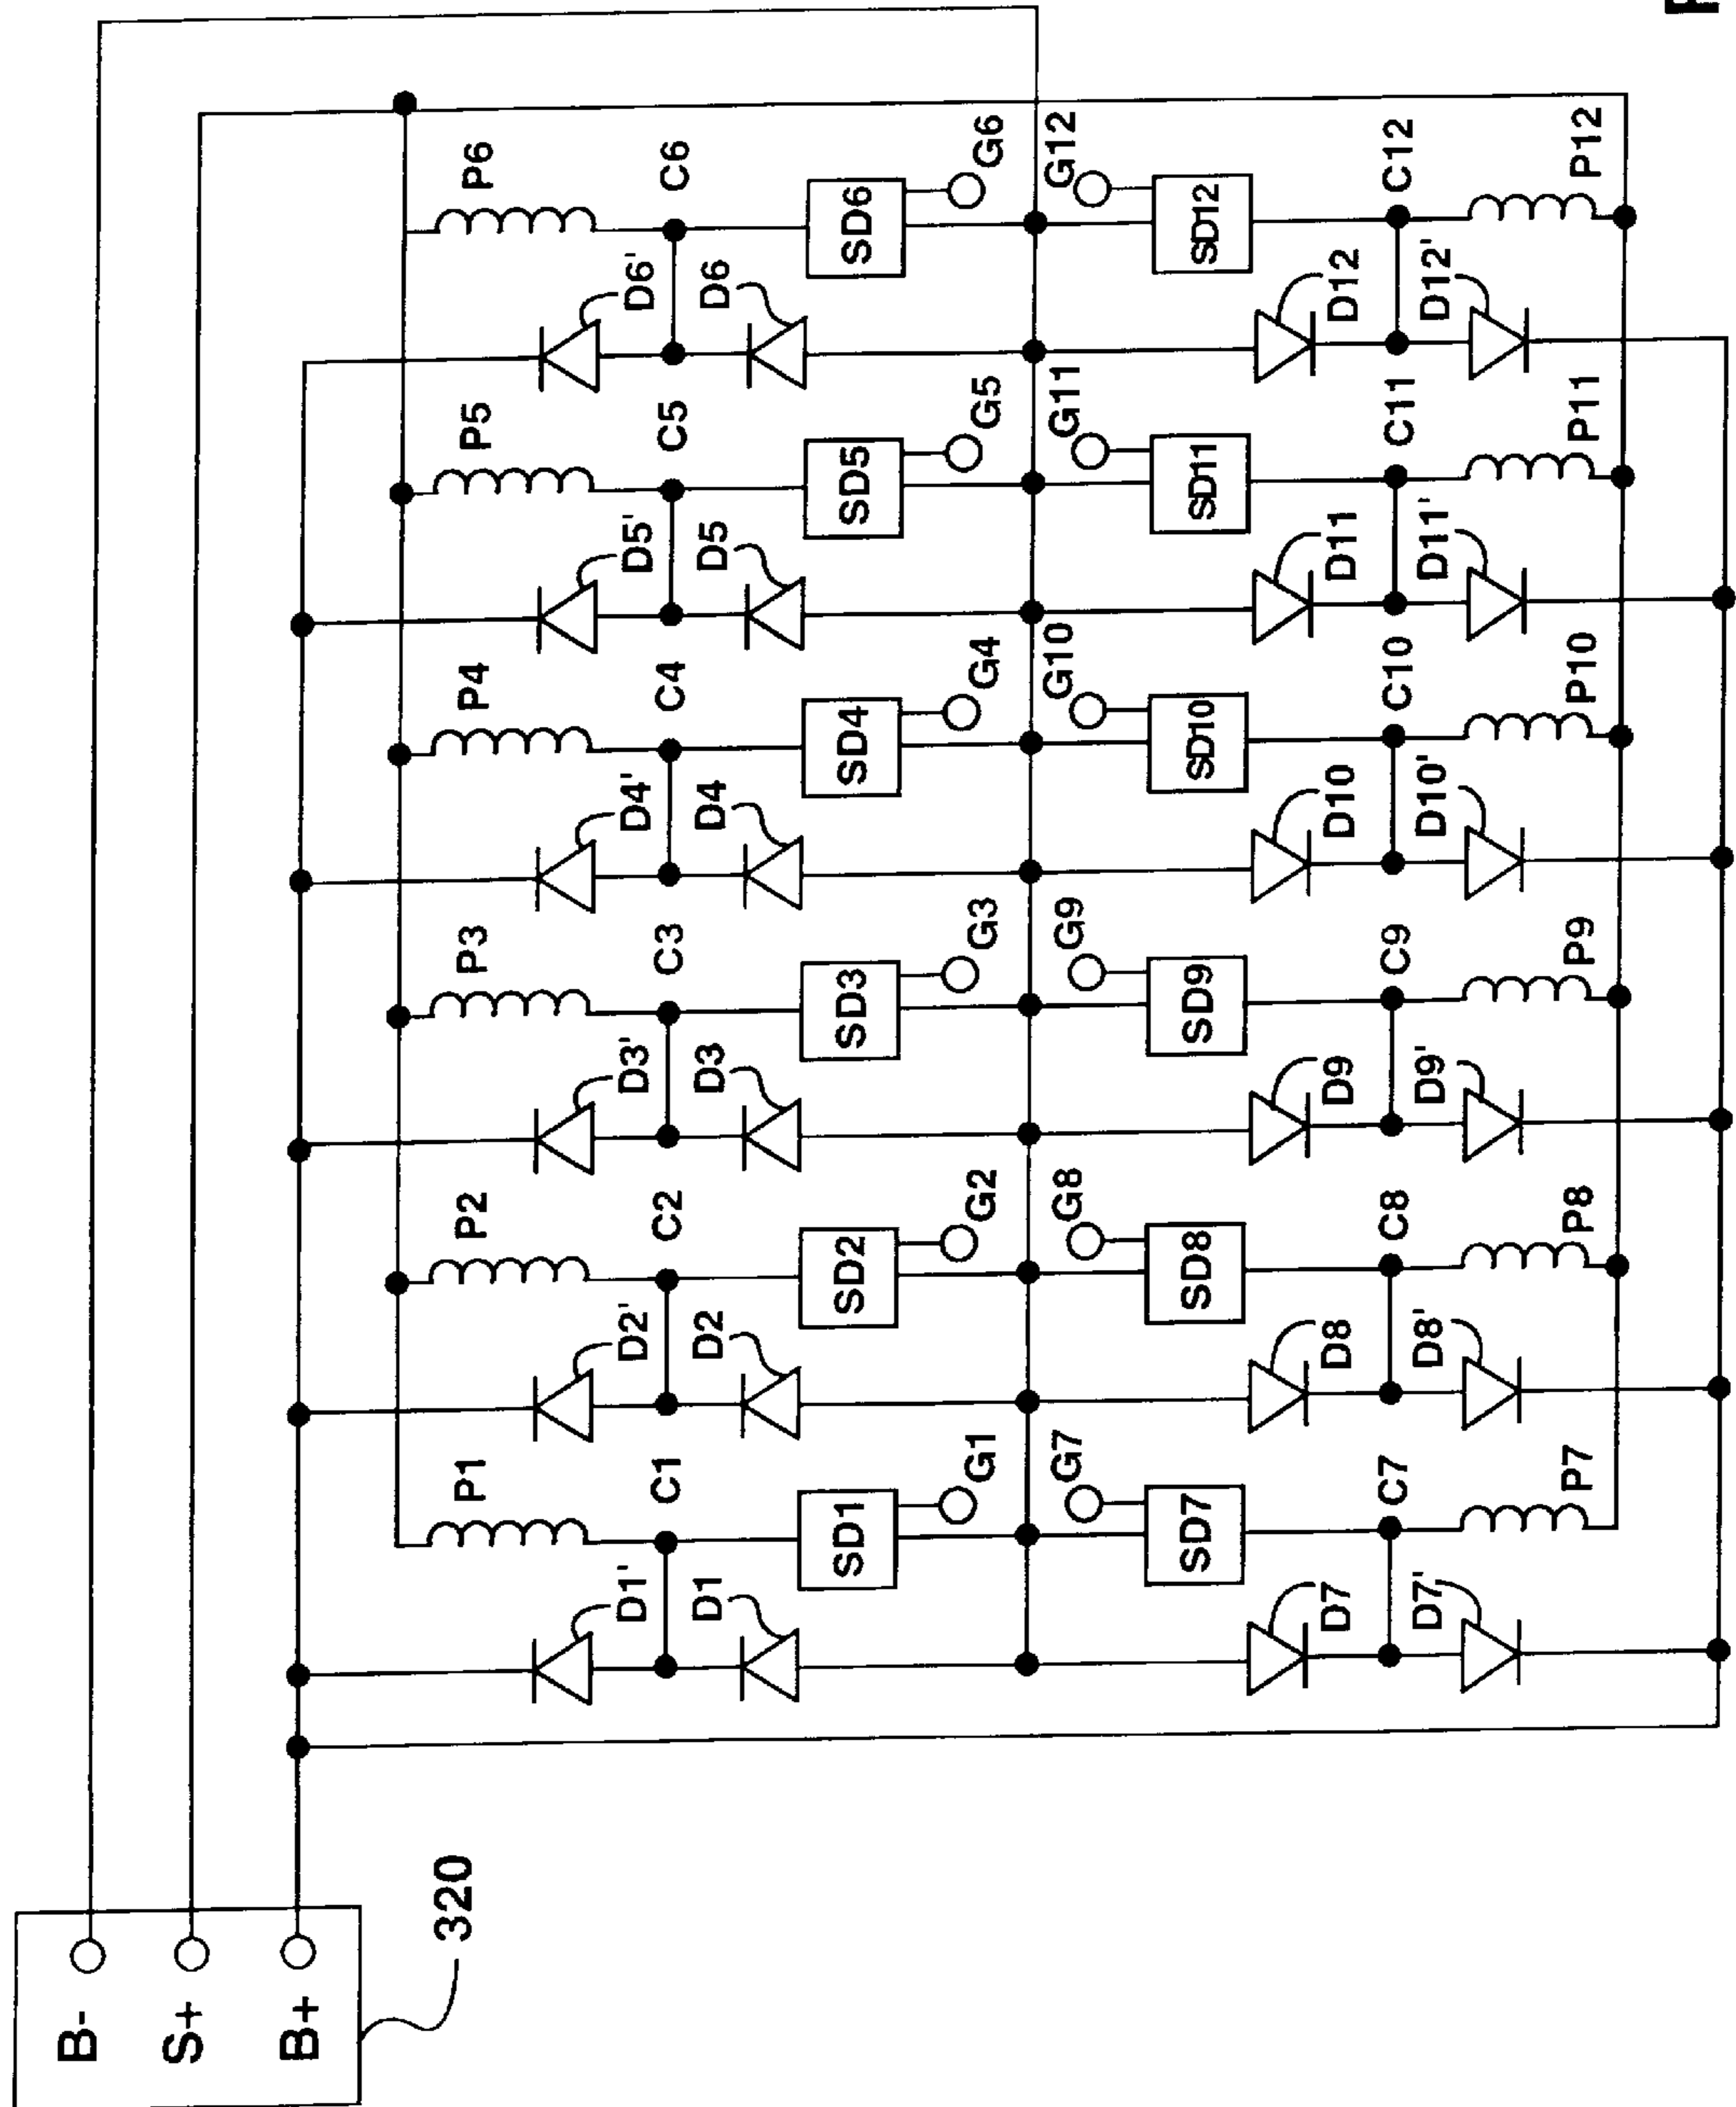 B-
S+
B+
320
P1 P2 P3 P4 P5 P6
D1' D2' D3' D4' D5' D6'
C1 C2 C3 C4 C5 C6
D1 D2 D3 D4 D5 D6
SD1 SD2 SD3 SD4 SD5 SD6
G1 G2 G3 G4 G5 G6
G7 G8 G9 G10 G11 G12
SD7 SD8 SD9 SD10 SD11 SD12
D7 D8 D9 D10 D11 D12
C7 C8 C9 C10 C11 C12
D7' D8' D9' D10' D11' D12'
P7 P8 P9 P10 P11 P12